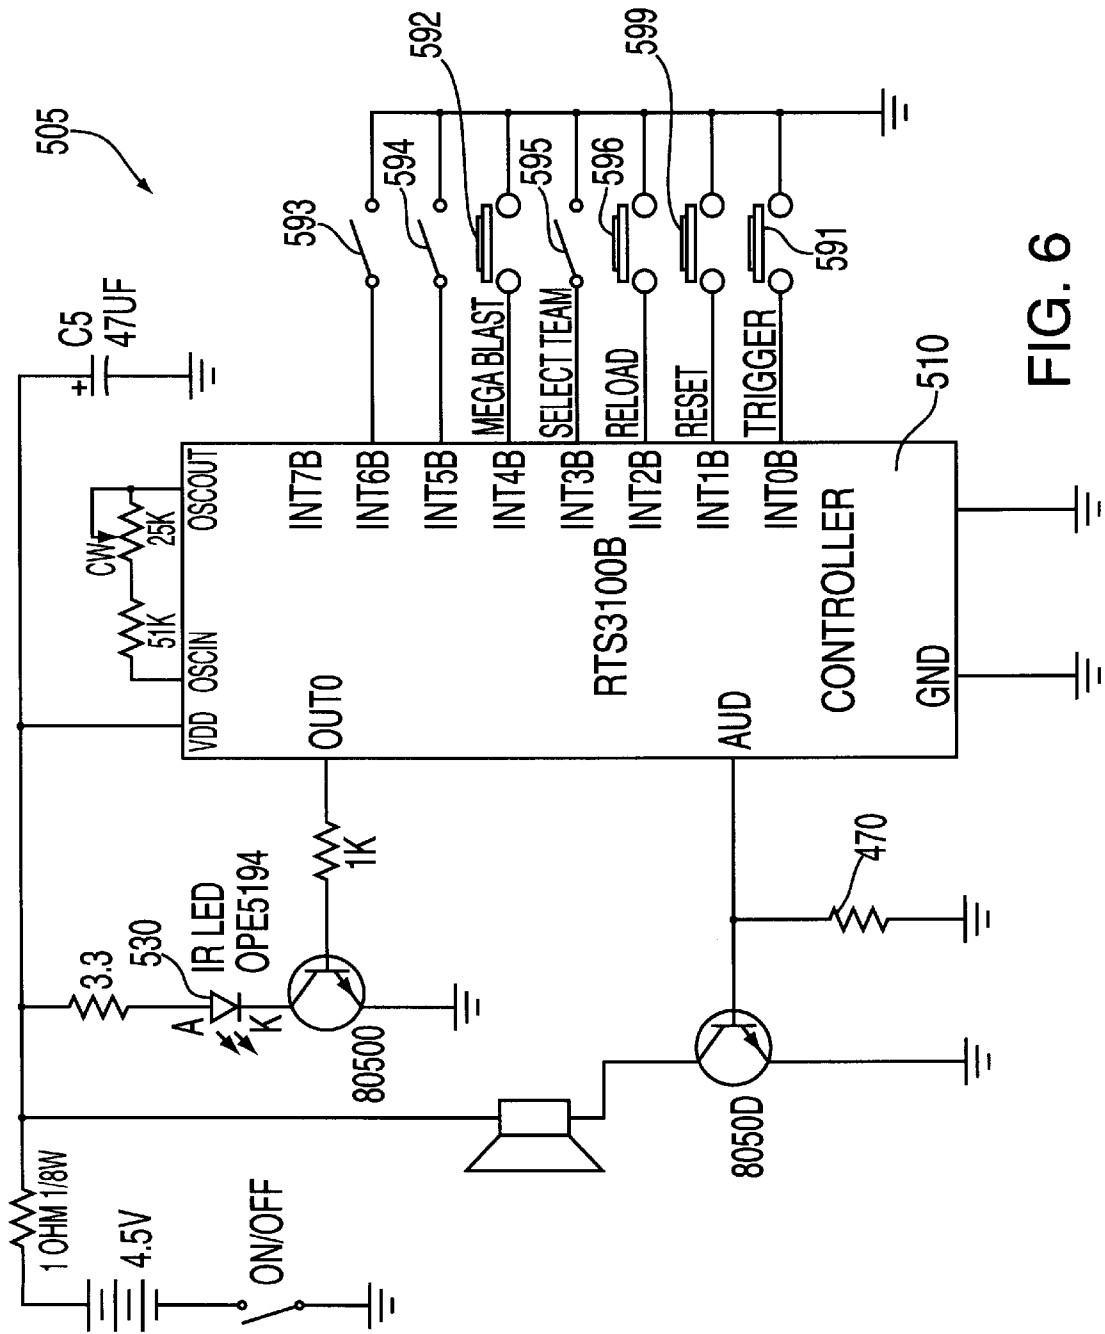 505
1 OHM 1/8W
4.5V
ON/OFF
3.3
530
A
K
IR LED
OPE5194
80500
1K
8050D
470
C5
+
47UF
CW
51K
25K
VDD
OSCIN
OSCOUT
OUT0
AUD
GND
RTS3100B
CONTROLLER
510
INT7B
INT6B
INT5B
INT4B
INT3B
INT2B
INT1B
INT0B
MEGA BLAST
SELECT TEAM
RELOAD
RESET
TRIGGER
593
594
592
595
596
599
591
FIG. 6